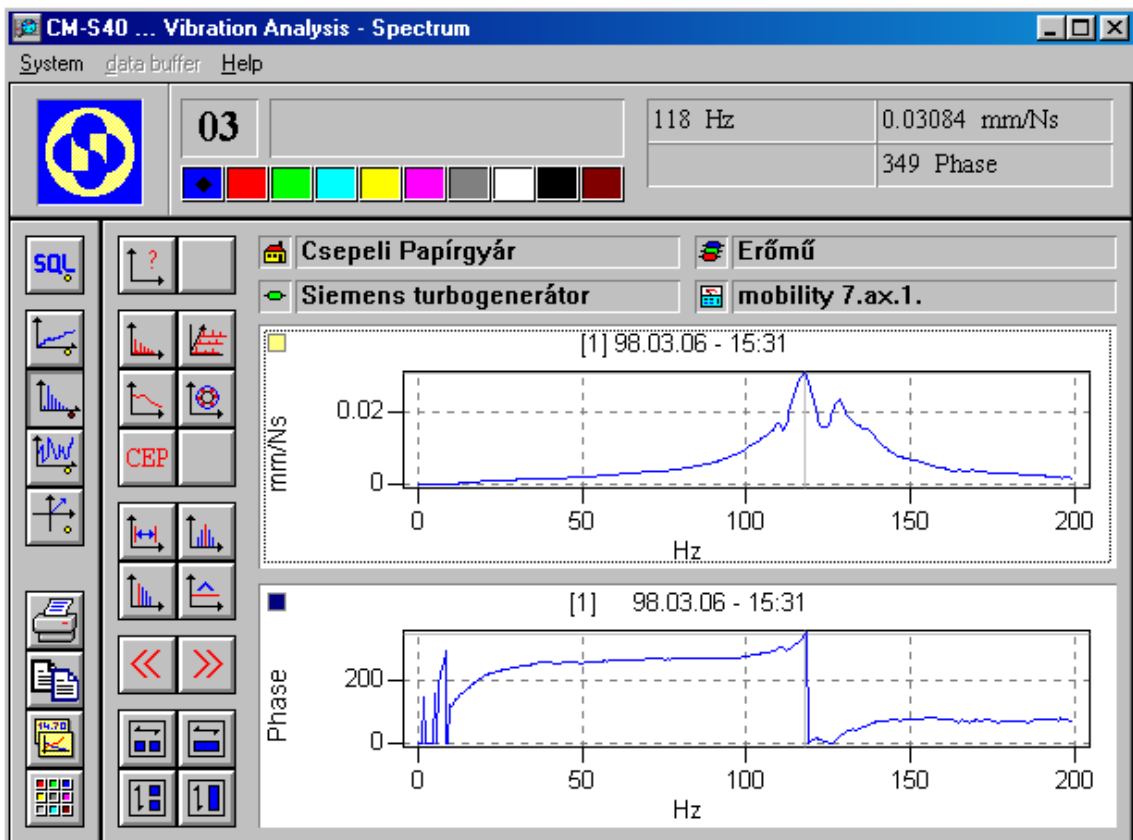 CM-S40 ... Vibration Analysis - Spectrum
System data buffer Help
03
118 Hz 0.03084 mm/Ns
349 Phase
SQL
?
Csepeli Papírgyár Erőmű
Siemens turbogenerátor mobility 7.ax.1.
CEP
[1] 98.03.06 - 15:31
mm/Ns
0.02
0
0 50 100 150 200
Hz
[1] 98.03.06 - 15:31
Phase
200
0
0 50 100 150 200
Hz
14.70